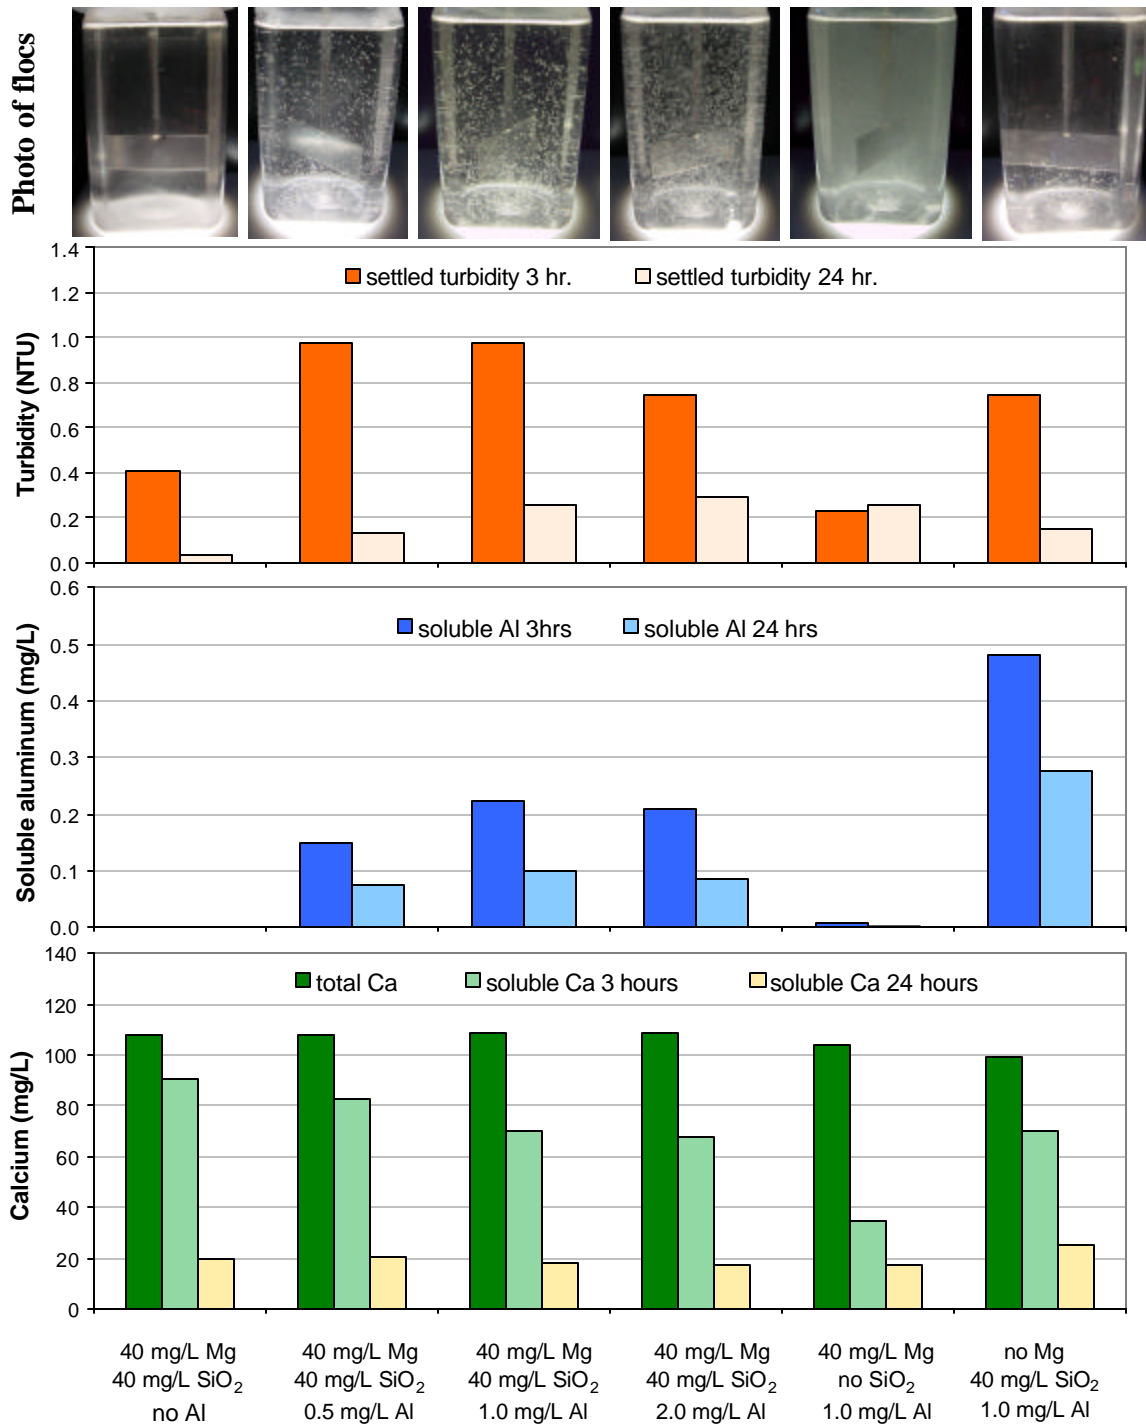 Photo of flocs
1.4
1.2
1.0
0.8
0.6
0.4
0.2
0.0
Turbidity (NTU)
settled turbidity 3 hr. settled turbidity 24 hr.
0.6
0.5
0.4
0.3
0.2
0.1
0.0
Soluble aluminum (mg/L)
soluble Al 3hrs soluble Al 24 hrs
140
120
100
80
60
40
20
0
Calcium (mg/L)
total Ca soluble Ca 3 hours soluble Ca 24 hours
40 mg/L Mg
40 mg/L SiO₂
no Al
40 mg/L Mg
40 mg/L SiO₂
0.5 mg/L Al
40 mg/L Mg
40 mg/L SiO₂
1.0 mg/L Al
40 mg/L Mg
40 mg/L SiO₂
2.0 mg/L Al
40 mg/L Mg
no SiO₂
1.0 mg/L Al
no Mg
40 mg/L SiO₂
1.0 mg/L Al